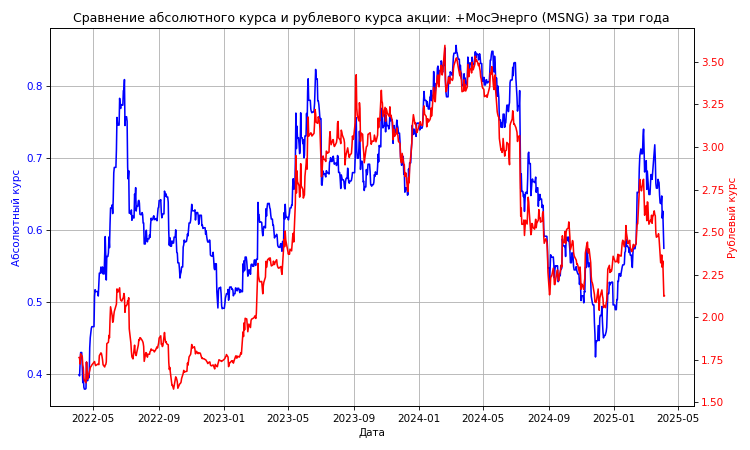 Сравнение абсолютного курса и рублевого курса акции: +МосЭнерго (MSNG) за три года
0.8
0.7
0.6
0.5
0.4
Абсолютный курс
3.50
3.25
3.00
2.75
2.50
2.25
2.00
1.75
1.50
Рублевый курс
2022-05 2022-09 2023-01 2023-05 2023-09 2024-01 2024-05 2024-09 2025-01 2025-05
Дата